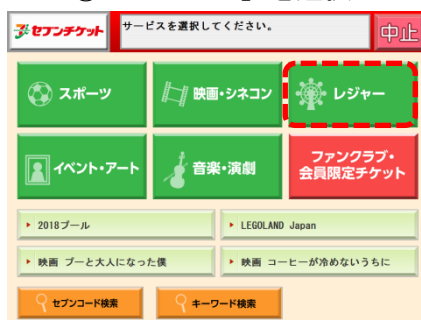 セブンチケット
サービスを選択してください。
中止
スポーツ
映画・シネコン
レジャー
イベント・アート
音楽・演劇
ファンクラブ・
会員限定チケット
2018プール
LEGOLAND Japan
映画 プーと大人になった僕
映画 コーヒーが冷めないうちに
セブンコード検索
キーワード検索